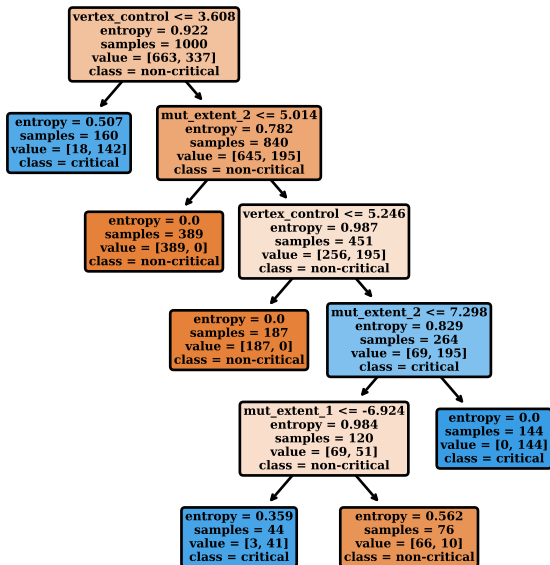 vertex_control <= 3.608
entropy = 0.922
samples = 1000
value = [663, 337]
class = non-critical
entropy = 0.507
samples = 160
value = [18, 142]
class = critical
mut_extent_2 <= 5.014
entropy = 0.782
samples = 840
value = [645, 195]
class = non-critical
entropy = 0.0
samples = 389
value = [389, 0]
class = non-critical
vertex_control <= 5.246
entropy = 0.987
samples = 451
value = [256, 195]
class = non-critical
entropy = 0.0
samples = 187
value = [187, 0]
class = non-critical
mut_extent_2 <= 7.298
entropy = 0.829
samples = 264
value = [69, 195]
class = critical
mut_extent_1 <= -6.924
entropy = 0.984
samples = 120
value = [69, 51]
class = non-critical
entropy = 0.0
samples = 144
value = [0, 144]
class = critical
entropy = 0.359
samples = 44
value = [3, 41]
class = critical
entropy = 0.562
samples = 76
value = [66, 10]
class = non-critical